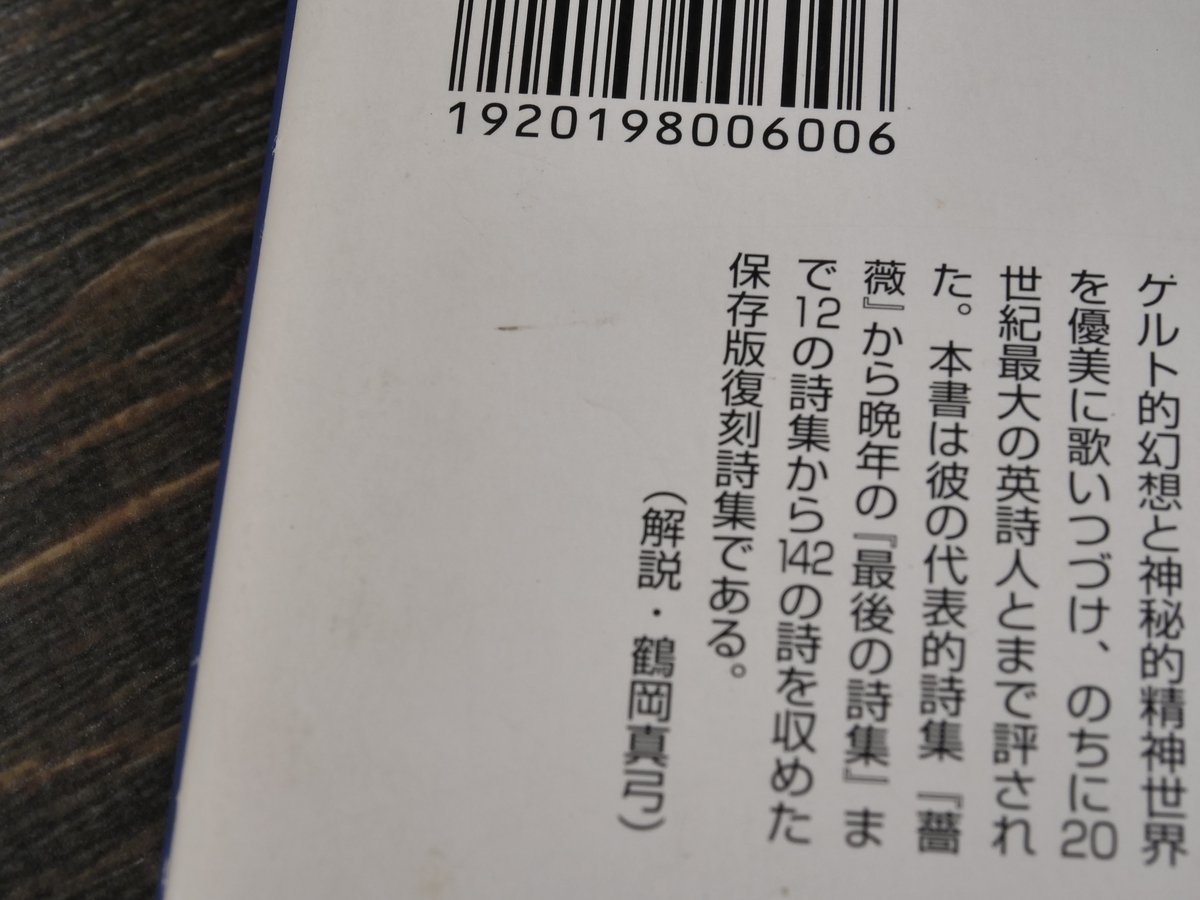 1920198006006
ケルト的幻想と神秘的精神世界
を優美に歌いつづけ、のちに20
世紀最大の英詩人とまで評され
た。本書は彼の代表的詩集『薔
薇』から晩年の『最後の詩集』ま
で12の詩集から142の詩を収めた
保存版復刻詩集である。
（解説・鶴岡真弓）